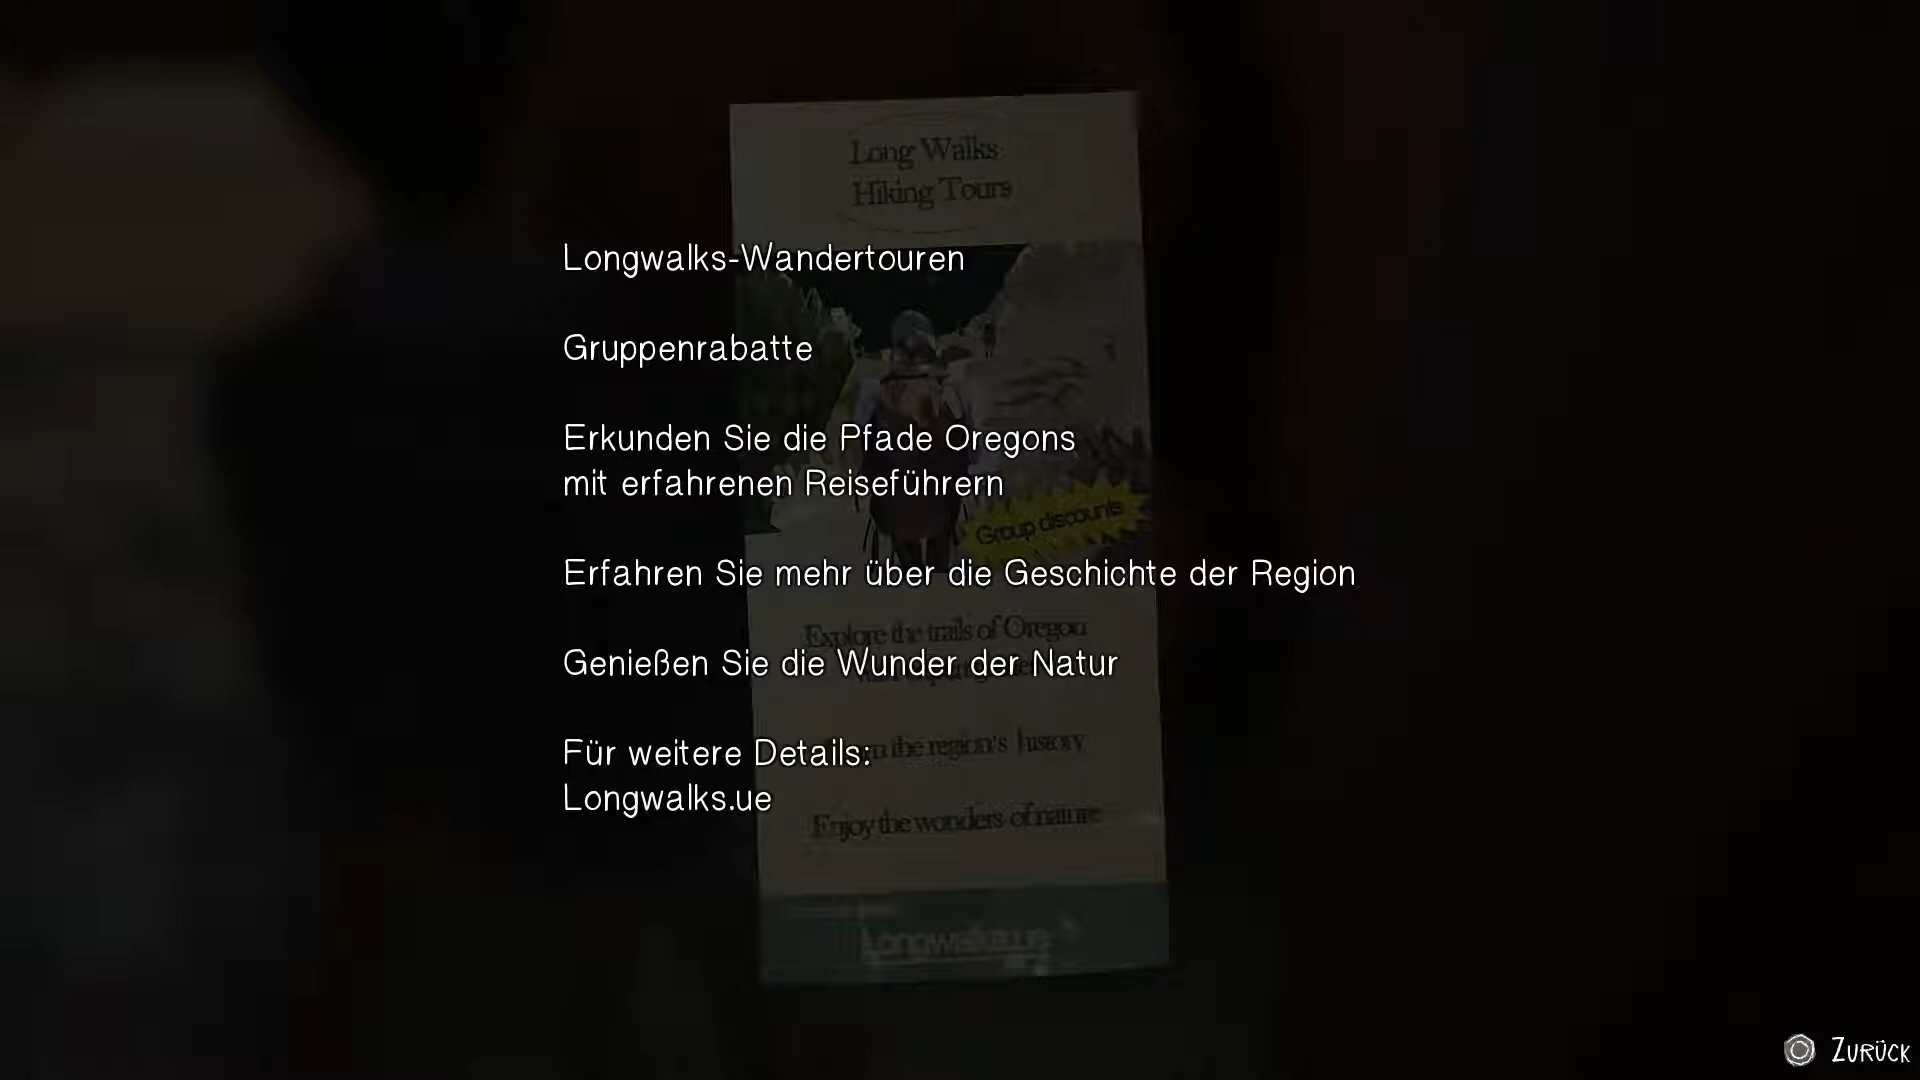 Long Walks
Hiking Tours
Longwalks-Wandertouren
Gruppenrabatte
Erkunden Sie die Pfade Oregons
mit erfahrenen Reiseführern
Group discounts
Erfahren Sie mehr über die Geschichte der Region
Explore the trails of Oregon
Genießen Sie die Wunder der Natur
Für weitere Details:
the region's history
Longwalks.ue
Enjoy the wonders of nature
Longwalks.ue
ZURÜCK